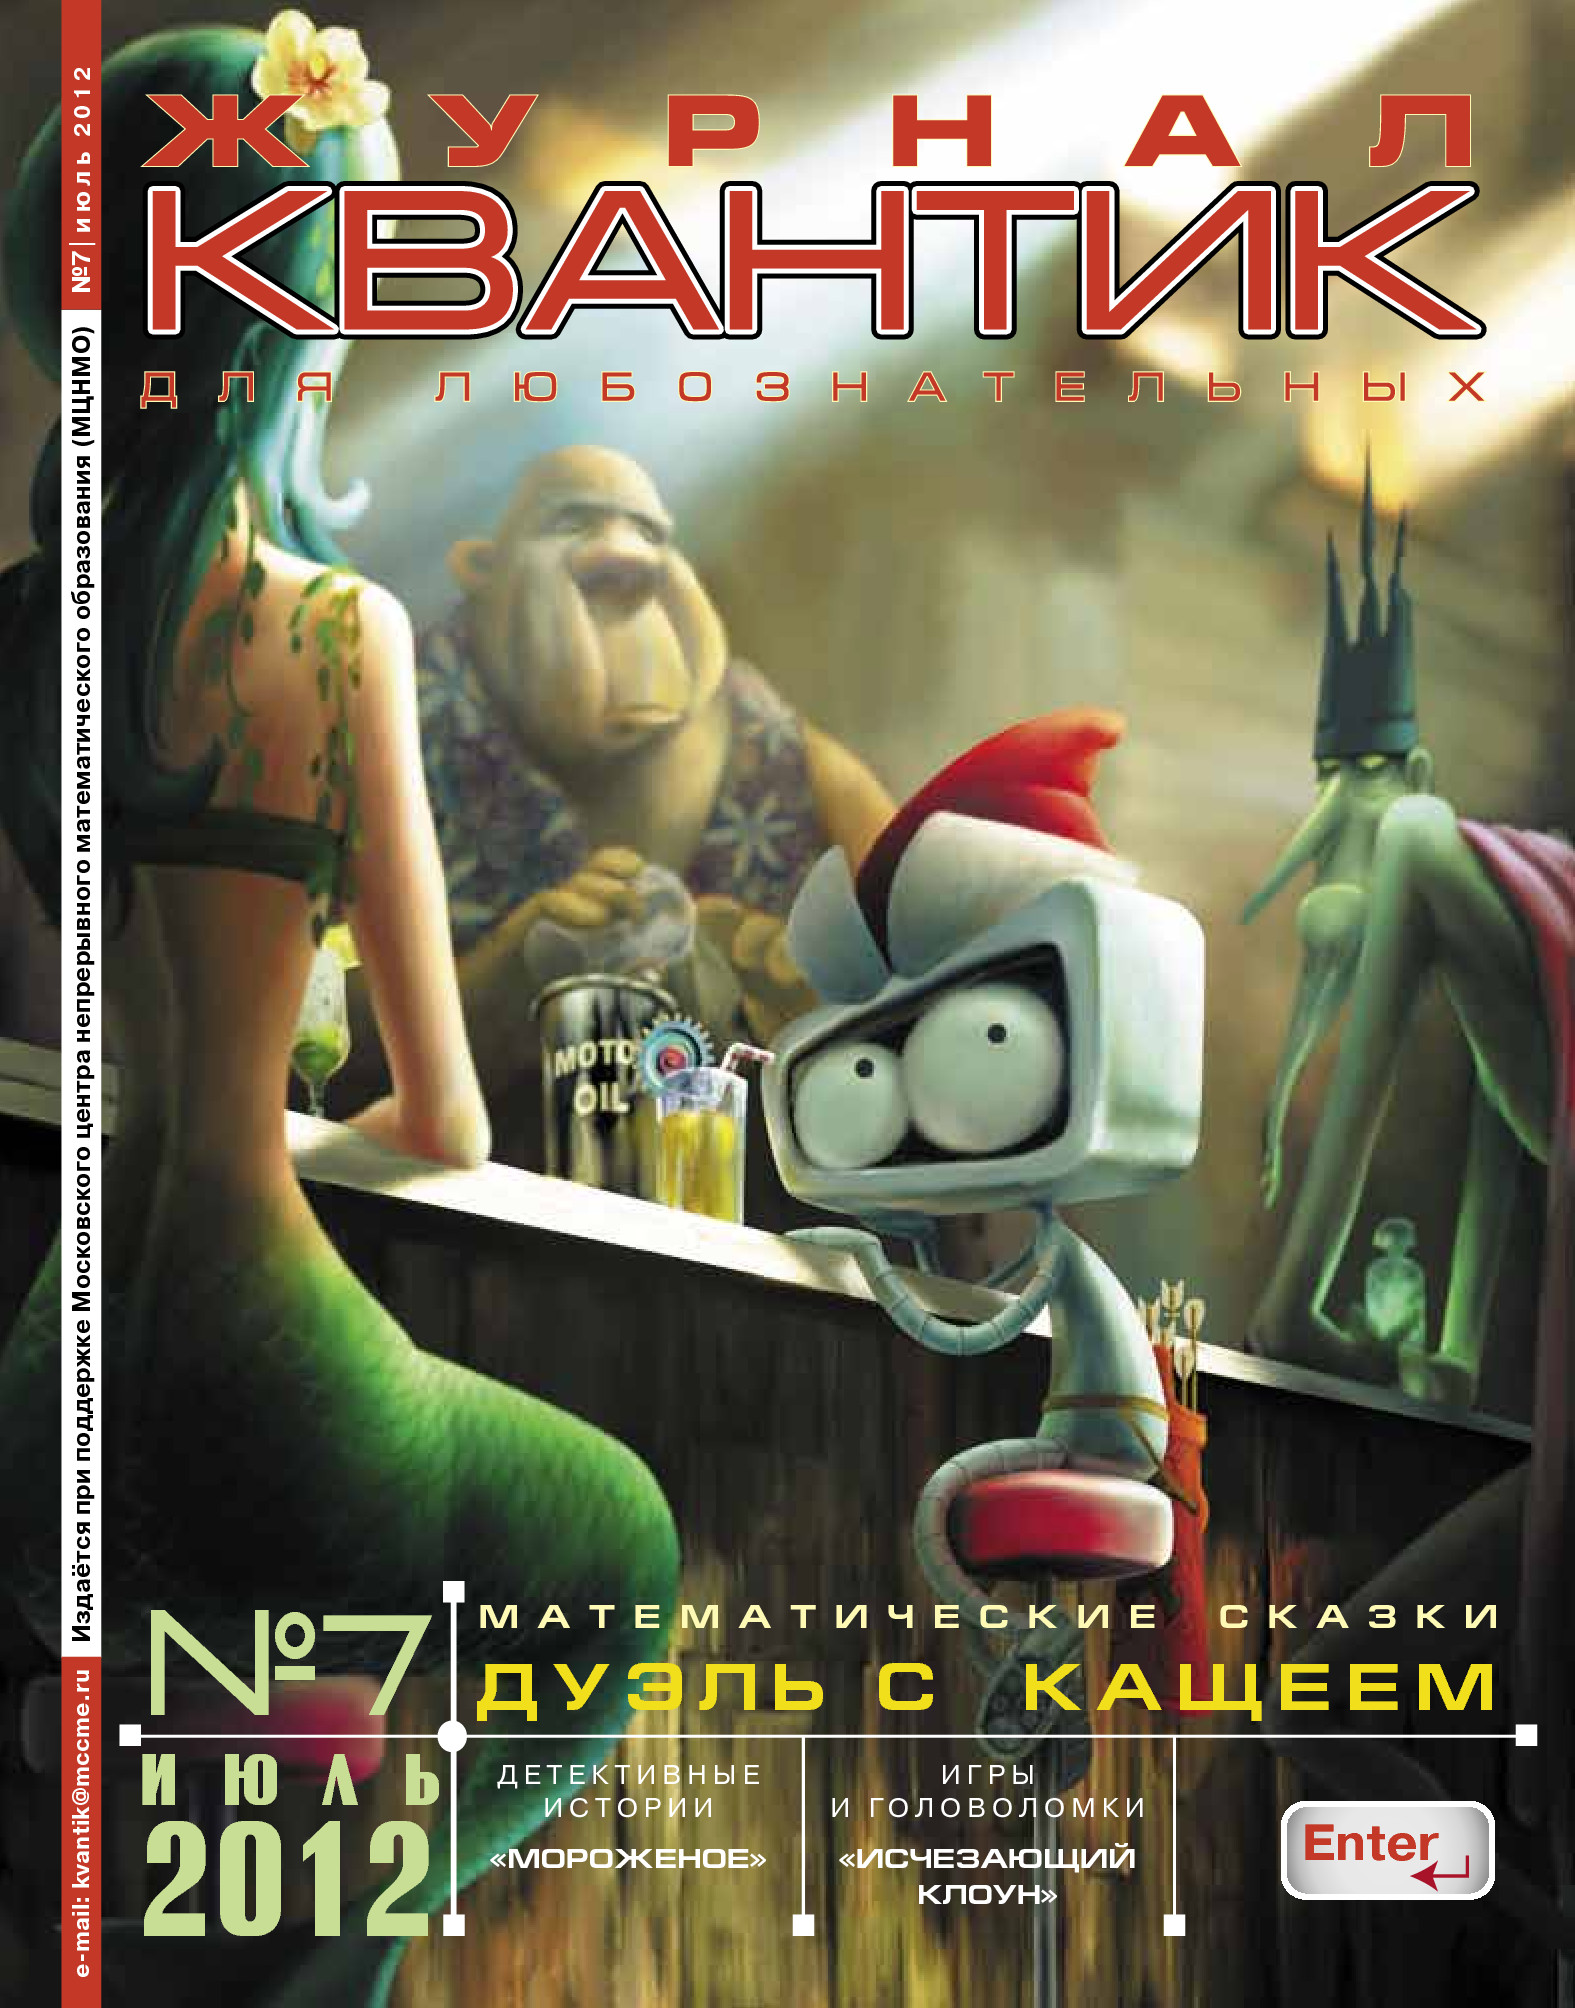 №7 | июль 2012
Издаётся при поддержке Московского центра непрерывного математического образования (МЦНМО)
e-mail: kvantik@mccme.ru
ЖУРНАЛ
КВАНТИК
ДЛЯ ЛЮБОЗНАТЕЛЬНЫХ
MOTO
OIL
№7
ИЮЛЬ
2012
МАТЕМАТИЧЕСКИЕ СКАЗКИ
ДУЭЛЬ С КАЩЕЕМ
ДЕТЕКТИВНЫЕ
ИСТОРИИ
«МОРОЖЕНОЕ»
ИГРЫ
И ГОЛОВОЛОМКИ
«ИСЧЕЗАЮЩИЙ
КЛОУН»
Enter